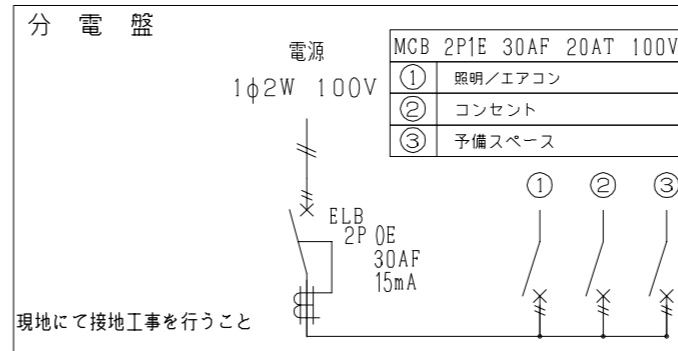 分電盤
電源
1φ2W 100V
MCB 2P1E 30AF 20AT 100V
① 照明/エアコン
② コンセント
③ 予備スペース
① ② ③
ELB
2P 0E
30AF
15mA
現地にて接地工事を行うこと